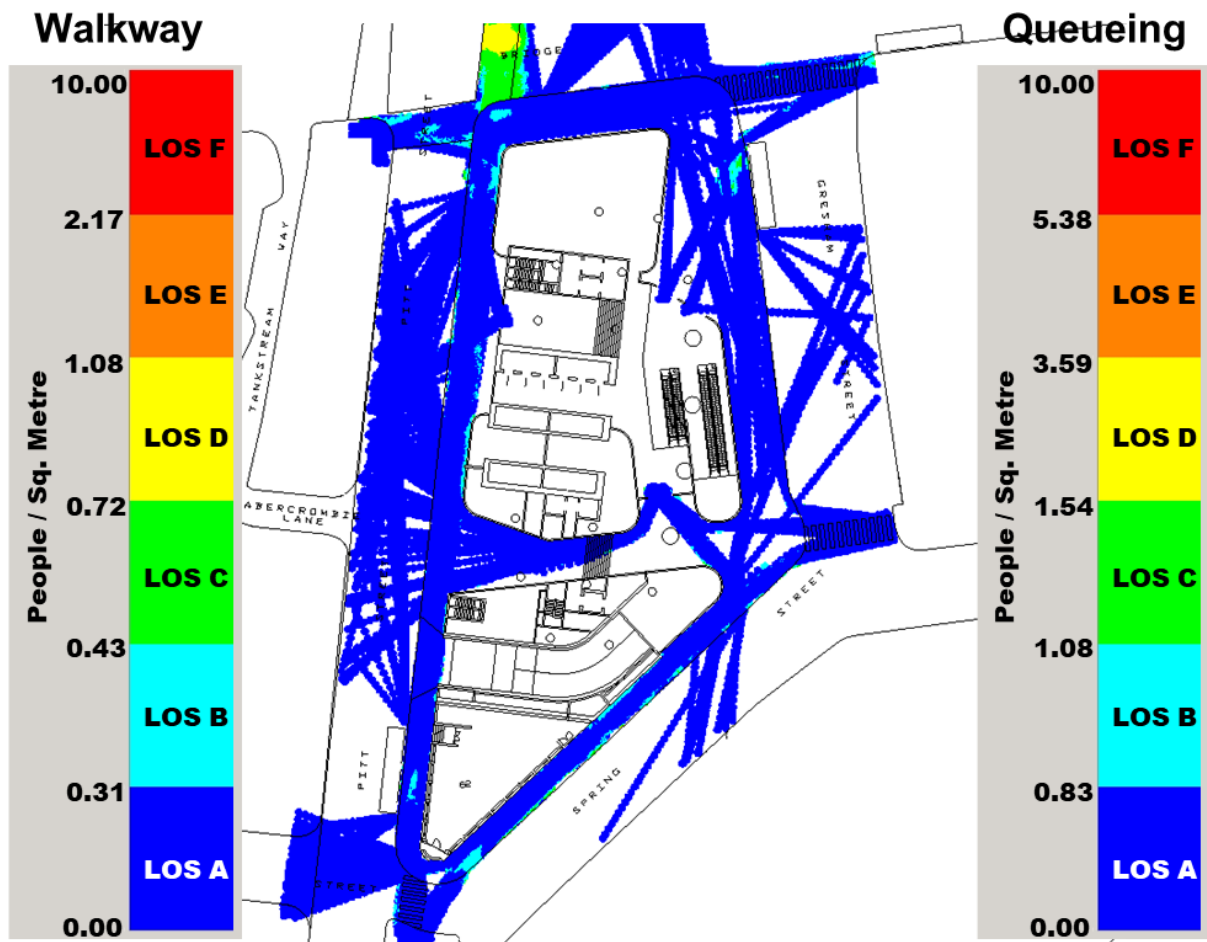 Walkway
Queueing
10.00
LOS F
2.17
LOS E
1.08
LOS D
0.72
LOS C
0.43
LOS B
0.31
LOS A
0.00
People / Sq. Metre
BRIDGE
STREET
TANKSTREAM WAY
PITT
ABERCROMBIE
LANE
PITT
STREET
GRESHAM
STREET
STREET
SPRING
People / Sq. Metre
10.00
LOS F
5.38
LOS E
3.59
LOS D
1.54
LOS C
1.08
LOS B
0.83
LOS A
0.00